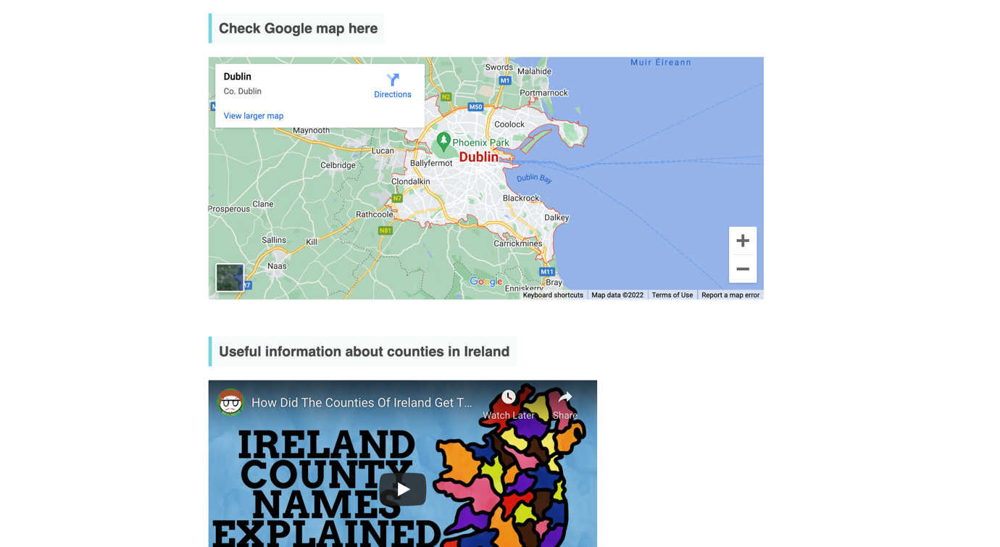 Check Google map here
Dublin
Co. Dublin
Directions
View larger map
Muir Éireann
Swords
Malahide
M1
Portmarnock
N2
M50
Coolock
Maynooth
Phoenix Park
Lucan
Dublin
Celbridge
Ballyfermot
Dublin Bay
Clondalkin
N7
Blackrock
Clane
Prosperous
Rathcoole
Dalkey
N81
Sallins
Kill
Carrickmines
Naas
M11
Google
Bray
Enniskerry
Keyboard shortcuts
Map data ©2022
Terms of Use
Report a map error
Useful information about counties in Ireland
How Did The Counties Of Ireland Get T...
Watch Later
Share
IRELAND
COUNTY
NAMES
EXPLAINED